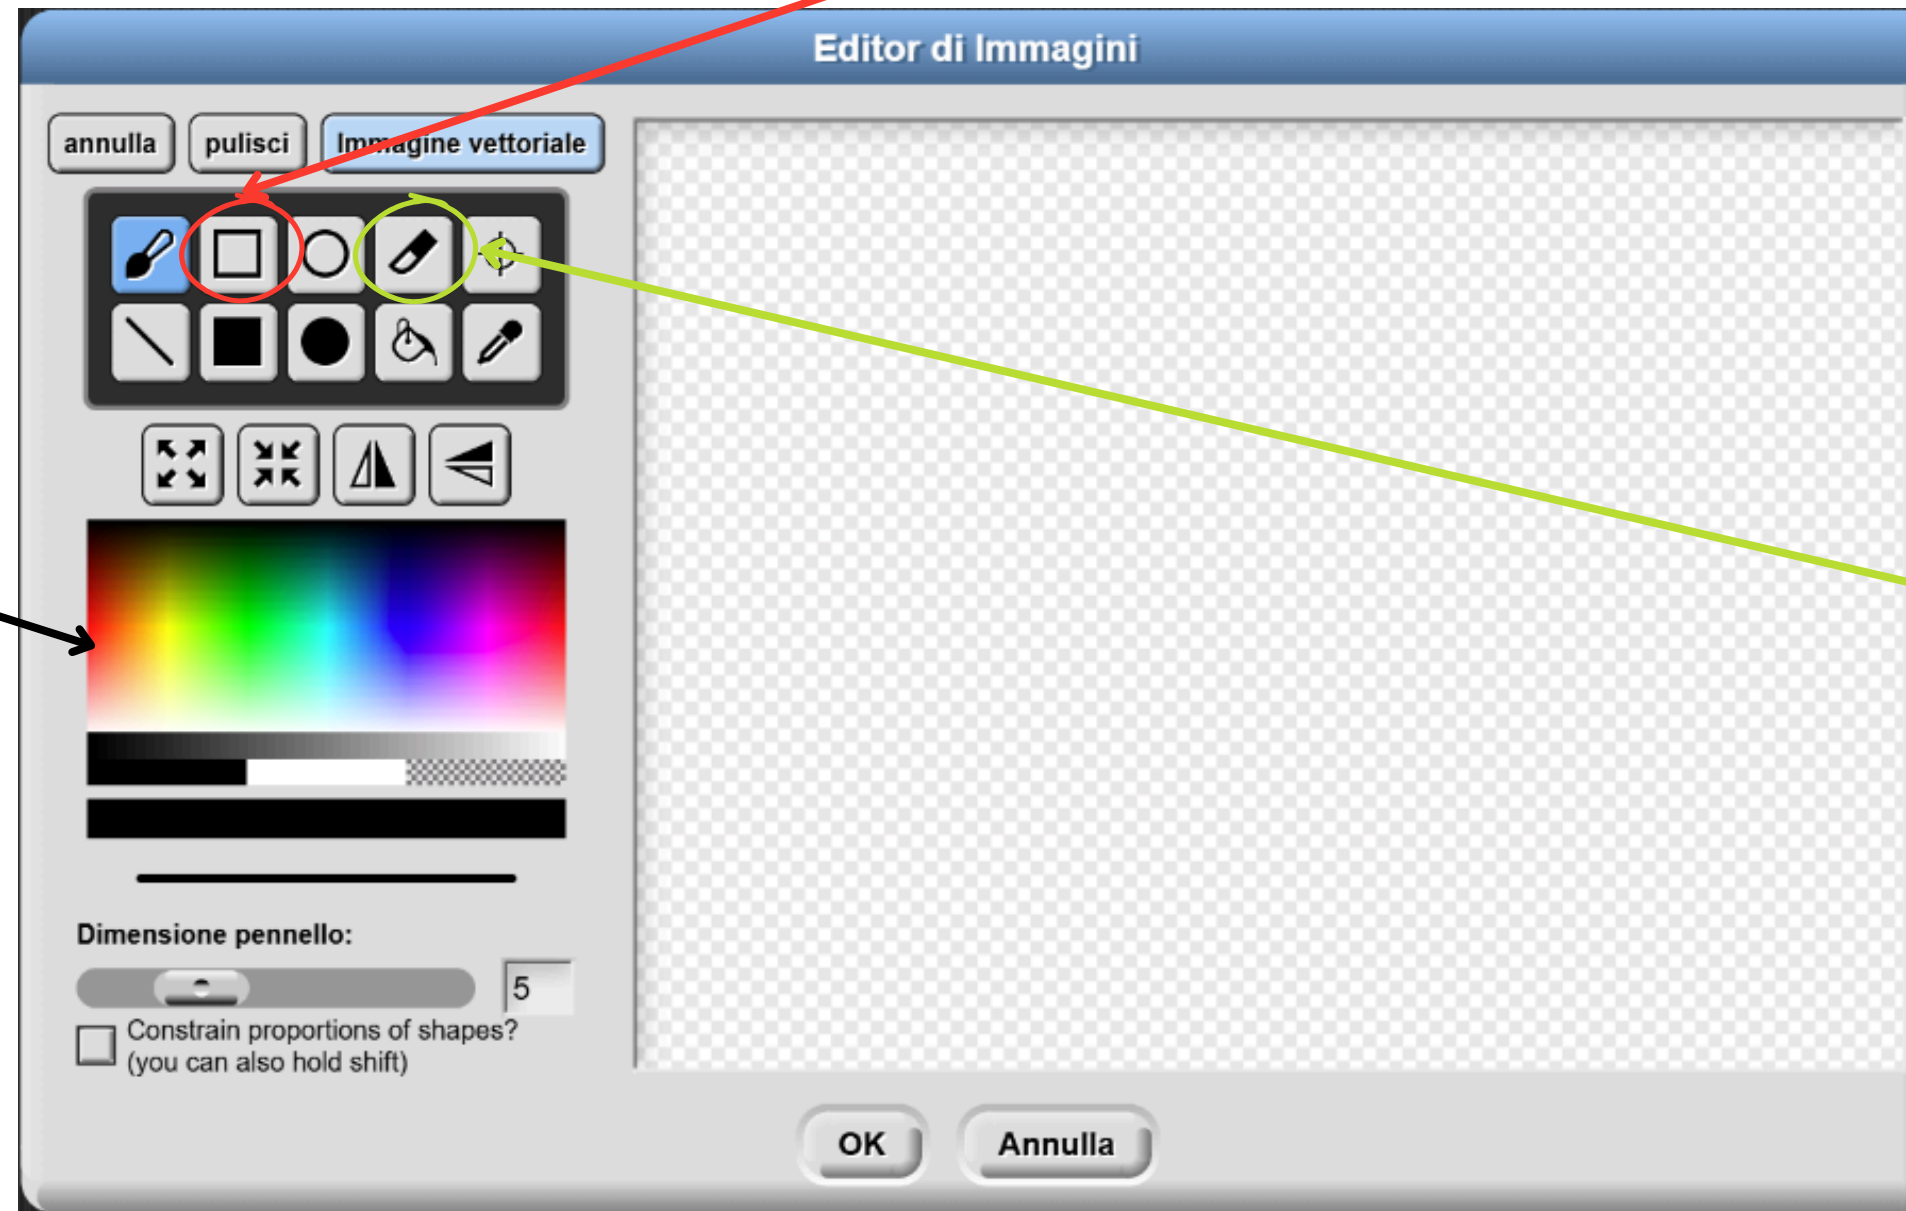 Editor di Immagini
annulla
pulisci
Immagine vettoriale
Dimensione pennello:
5
Constrain proportions of shapes?
(you can also hold shift)
OK
Annulla